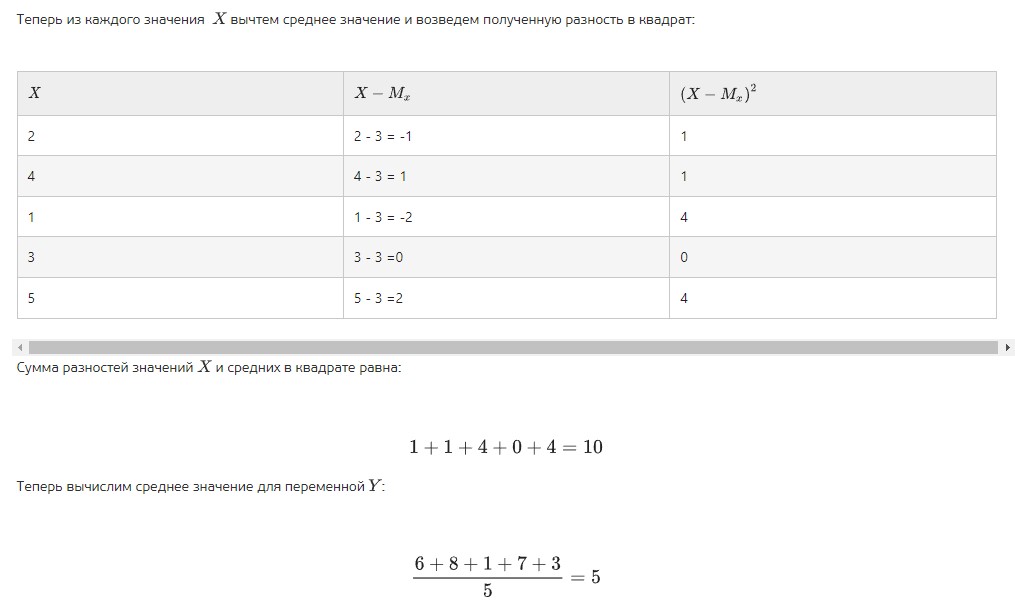 Теперь из каждого значения X вычтем среднее значение и возведем полученную разность в квадрат:
X X − Mₓ (X − Mₓ)²
2 2 - 3 = -1 1
4 4 - 3 = 1 1
1 1 - 3 = -2 4
3 3 - 3 =0 0
5 5 - 3 =2 4
Сумма разностей значений X и средних в квадрате равна:
1 + 1 + 4 + 0 + 4 = 10
Теперь вычислим среднее значение для переменной Y:
6 + 8 + 1 + 7 + 3
= 5
5